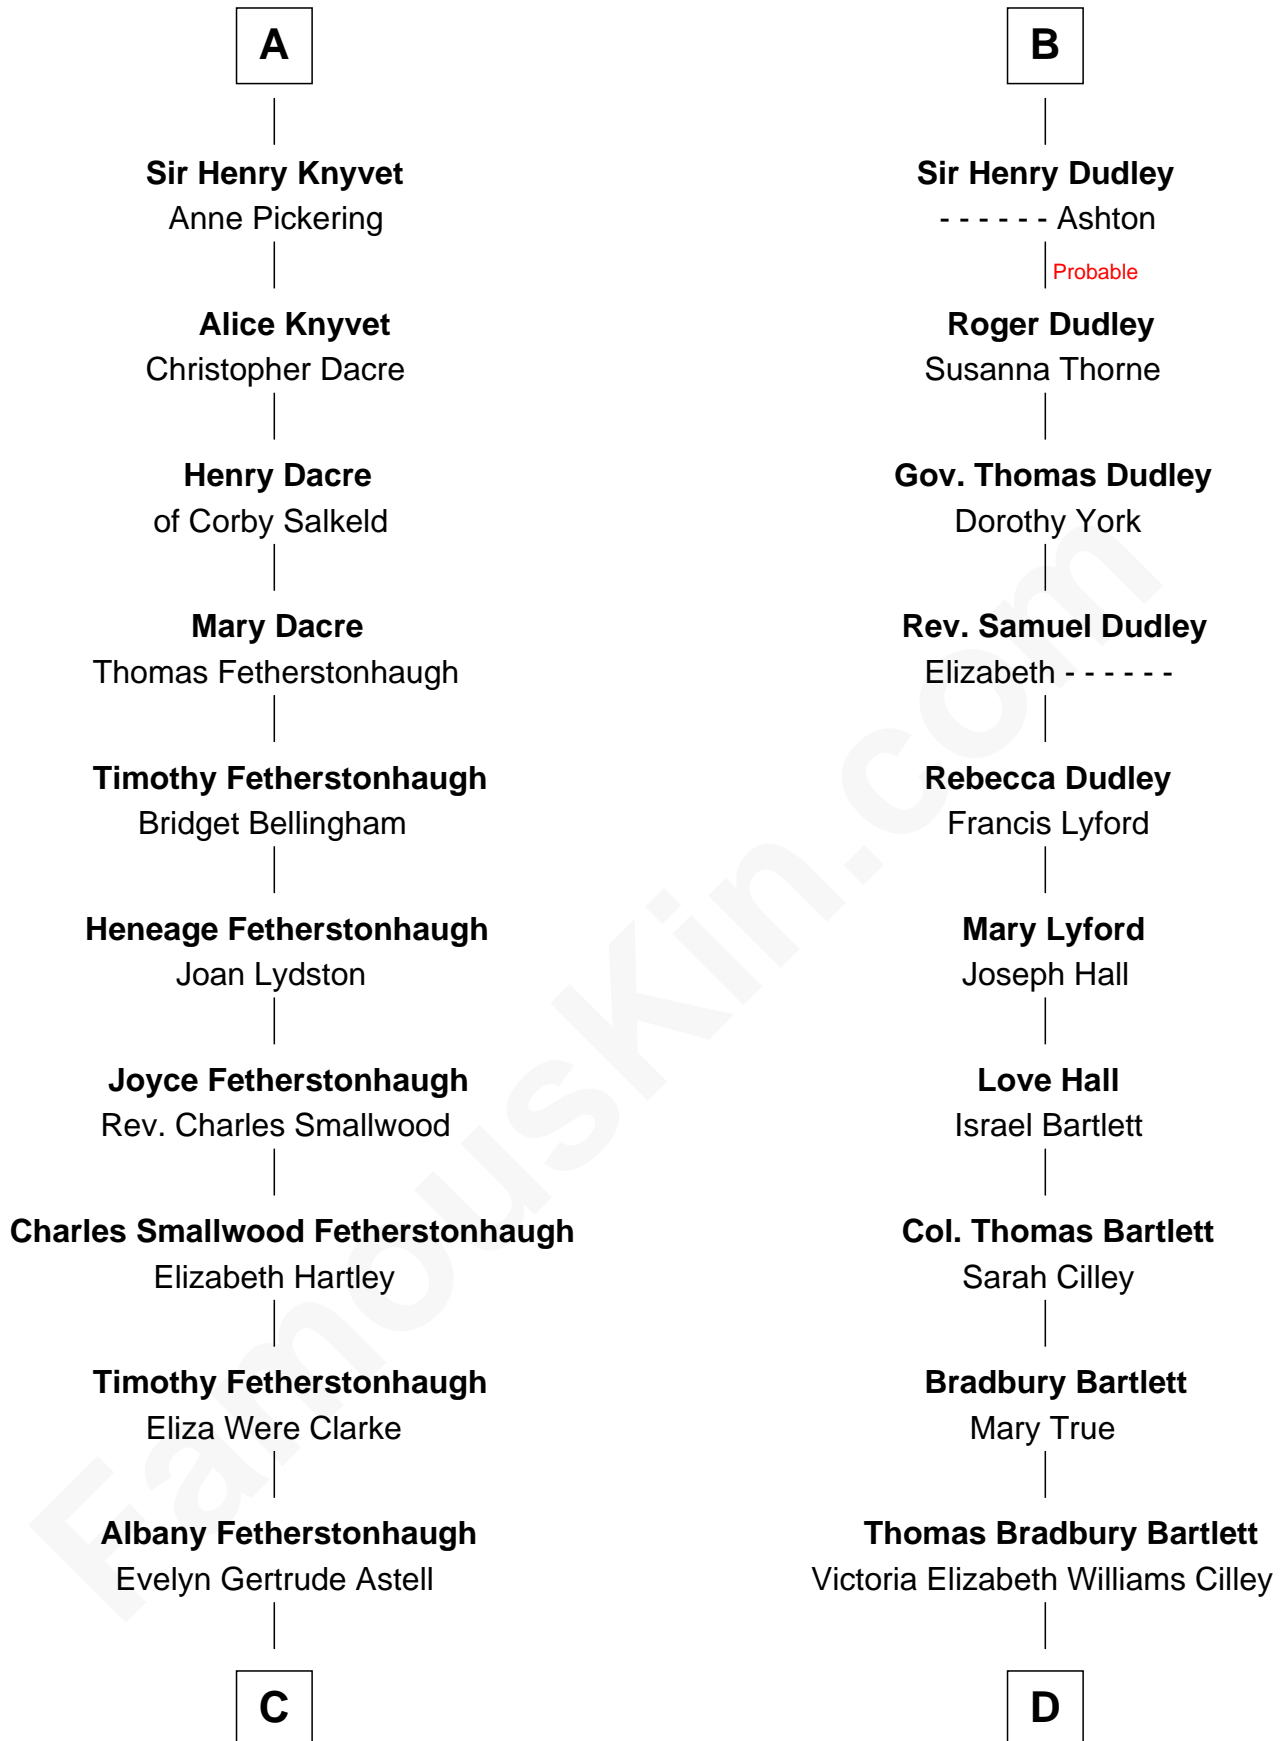 A
Sir Henry Knyvet
Anne Pickering
Alice Knyvet
Christopher Dacre
Henry Dacre
of Corby Salkeld
Mary Dacre
Thomas Fetherstonhaugh
Timothy Fetherstonhaugh
Bridget Bellingham
Heneage Fetherstonhaugh
Joan Lydston
Joyce Fetherstonhaugh
Rev. Charles Smallwood
Charles Smallwood Fetherstonhaugh
Elizabeth Hartley
Timothy Fetherstonhaugh
Eliza Were Clarke
Albany Fetherstonhaugh
Evelyn Gertrude Astell
C
B
Sir Henry Dudley
- - - - - - Ashton
Probable
Roger Dudley
Susanna Thorne
Gov. Thomas Dudley
Dorothy York
Rev. Samuel Dudley
Elizabeth - - - - - -
Rebecca Dudley
Francis Lyford
Mary Lyford
Joseph Hall
Love Hall
Israel Bartlett
Col. Thomas Bartlett
Sarah Cilley
Bradbury Bartlett
Mary True
Thomas Bradbury Bartlett
Victoria Elizabeth Williams Cilley
D
FamousKin.com